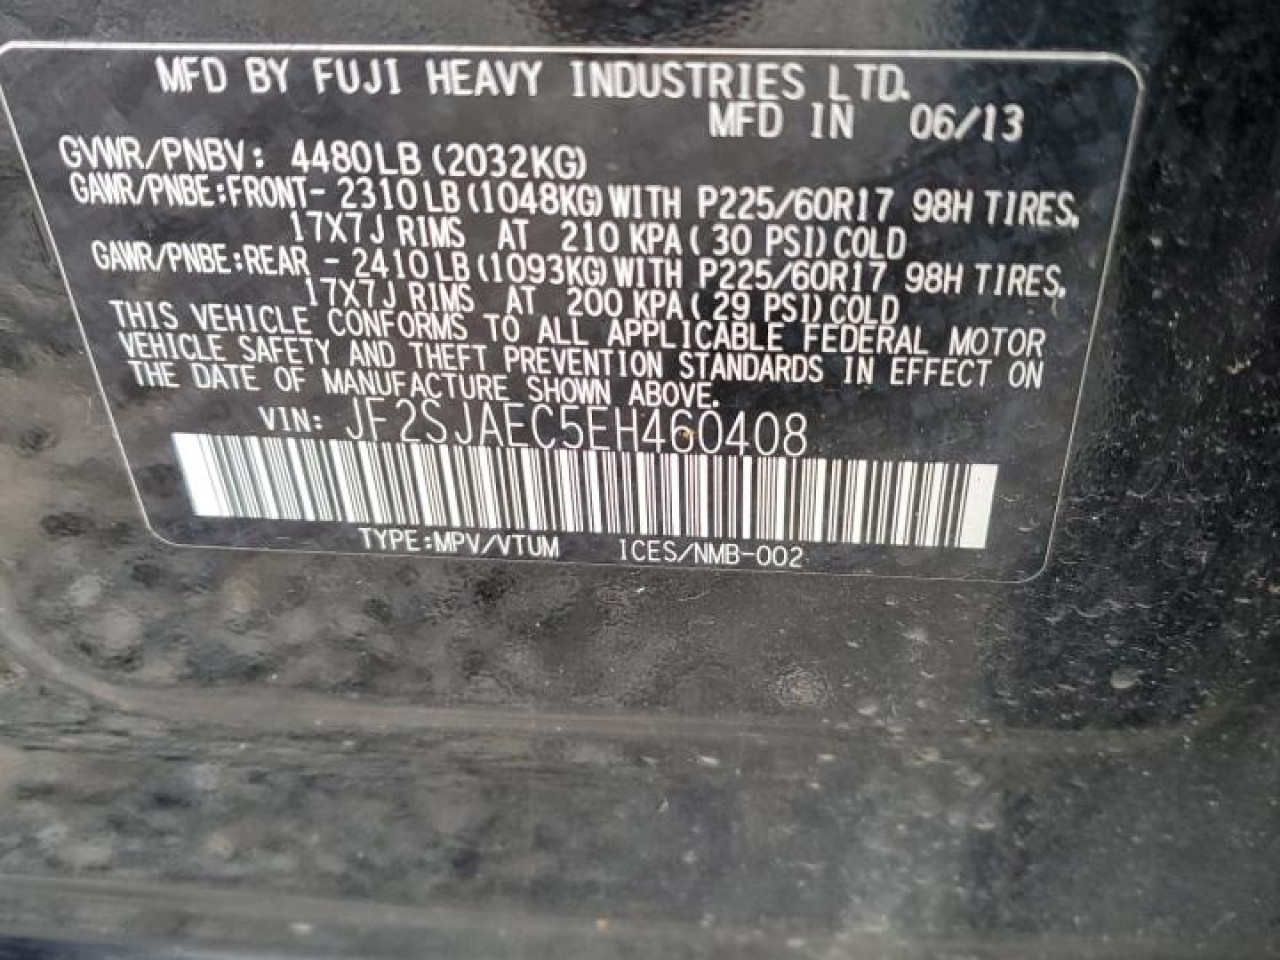 MFD BY FUJI HEAVY INDUSTRIES LTD.
MFD IN 06/13
GVWR/PNBV: 4480LB (2032KG)
GAWR/PNBE:FRONT- 2310LB(1048KG)WITH P225/60R17 98H TIRES,
17X7J RIMS AT 210 KPA( 30 PSI)COLD
GAWR/PNBE:REAR - 2410LB(1093KG)WITH P225/60R17 98H TIRES,
17X7J RIMS AT 200 KPA( 29 PSI)COLD
THIS VEHICLE CONFORMS TO ALL APPLICABLE FEDERAL MOTOR
VEHICLE SAFETY AND THEFT PREVENTION STANDARDS IN EFFECT ON
THE DATE OF MANUFACTURE SHOWN ABOVE.
VIN: JF2SJAEC5EH460408
TYPE:MPV/VTUM ICES/NMB-002